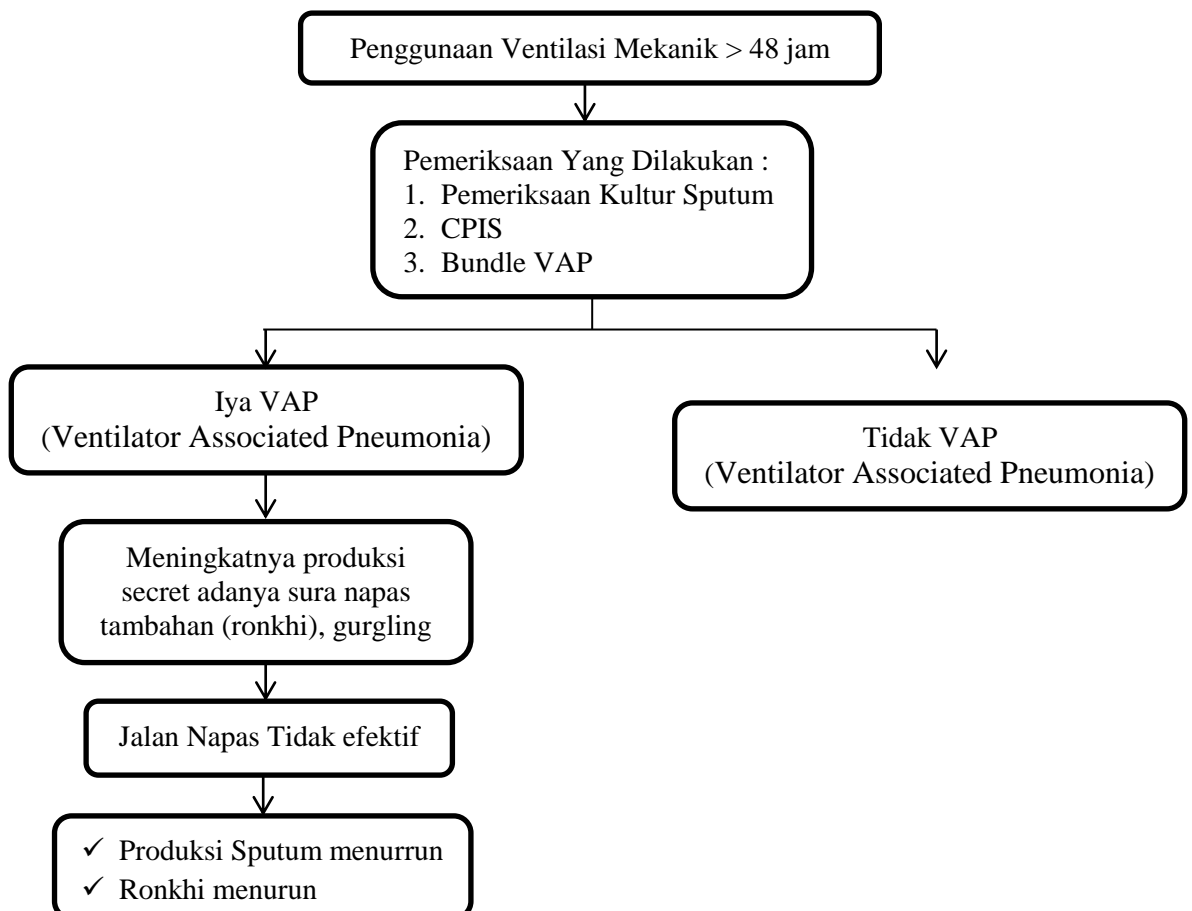 Penggunaan Ventilasi Mekanik > 48 jam
Pemeriksaan Yang Dilakukan :
1. Pemeriksaan Kultur Sputum
2. CPIS
3. Bundle VAP
Iya VAP
(Ventilator Associated Pneumonia)
Tidak VAP
(Ventilator Associated Pneumonia)
Meningkatnya produksi
secret adanya sura napas
tambahan (ronkhi), gurgling
Jalan Napas Tidak efektif
✓ Produksi Sputum menurrun
✓ Ronkhi menurun